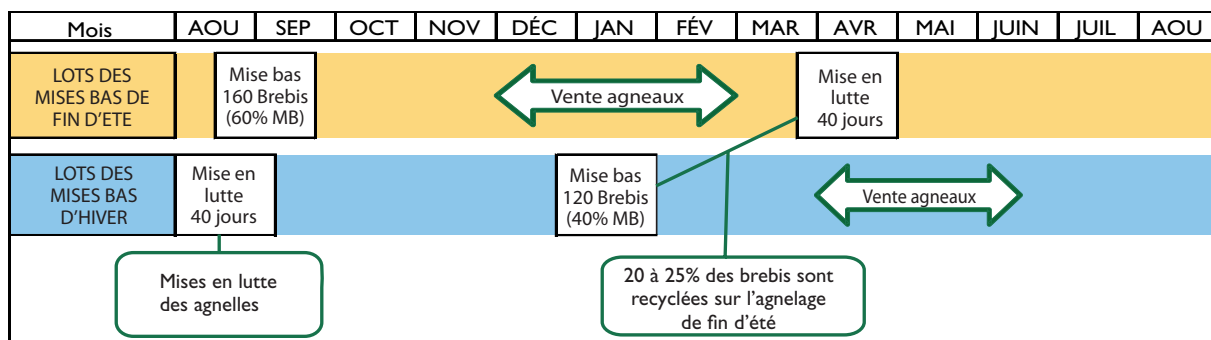 Mois AOU SEP OCT NOV DÉC JAN FÉV MAR AVR MAI JUIN JUIL AOU
LOTS DES
MISES BAS DE
FIN D'ETE
Mise bas
160 Brebis
(60% MB)
Vente agneaux
Mise en
lutte
40 jours
LOTS DES
MISES BAS
D'HIVER
Mise en
lutte
40 jours
Mise bas
120 Brebis
(40% MB)
Vente agneaux
Mises en lutte
des agnelles
20 à 25% des brebis sont
recyclées sur l'agnelage
de fin d'été